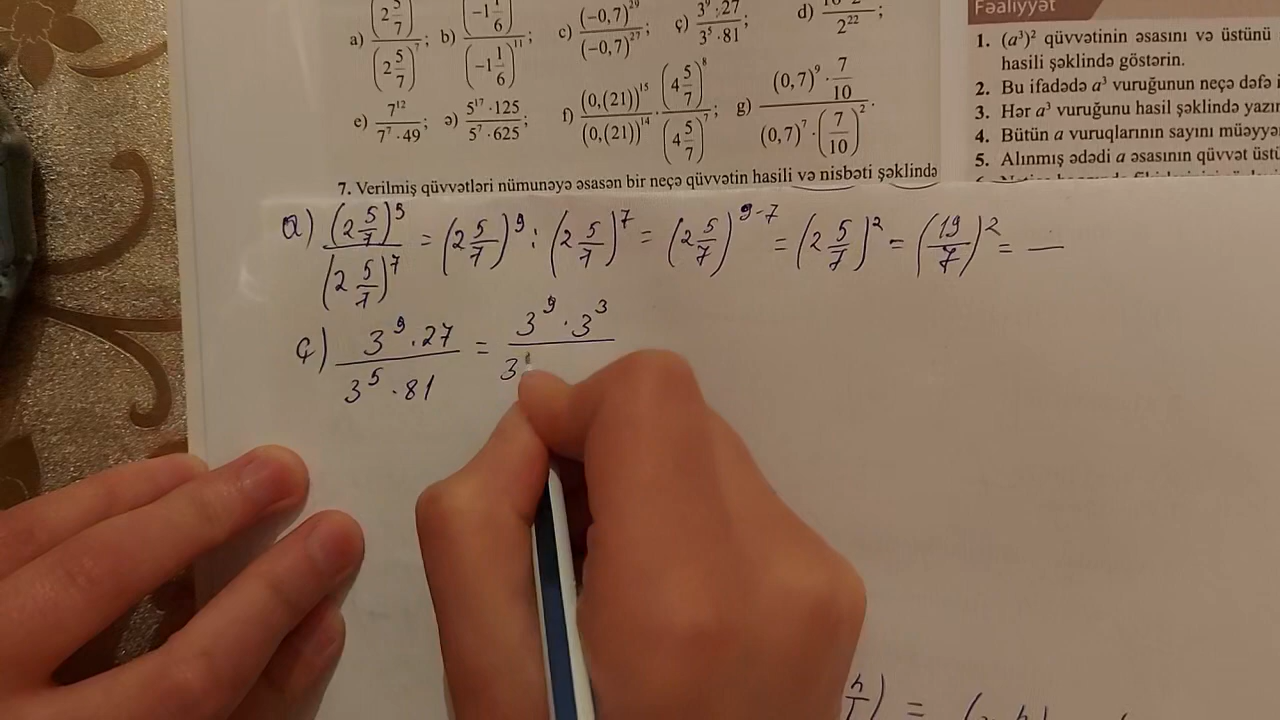 a) (2 5/7)⁹ / (2 5/7)⁷ ; b) (-1 1/6) / (-1 1/6)¹¹ ; c) (-0,7)²⁹ / (-0,7)²⁷ ; ç) 3⁹ · 27 / 3⁵ · 81 ; d) / 2²² ;
e) 7¹² / 7⁷ · 49 ; ə) 5¹⁷ · 125 / 5⁷ · 625 ; f) (0,(21))¹⁵ / (0,(21))¹⁴ · (4 5/7)⁸ / (4 5/7)⁷ ; g) (0,7)⁹ · 7/10 / (0,7)⁷ · (7/10)² .
7. Verilmiş qüvvətləri nümunəyə əsasən bir neçə qüvvətin hasili və nisbəti şəklində
Fəaliyyət
1. (a³)² qüvvətinin əsasını və üstünü
hasili şəklində göstərin.
2. Bu ifadədə a³ vuruğunun neçə dəfə
3. Hər a³ vuruğunu hasil şəklində
4. Bütün a vuruqlarının sayını
5. Alınmış ədədi a əsasının qüvvət
a) (2 5/7)⁹ / (2 5/7)⁷ = (2 5/7)⁹ : (2 5/7)⁷ = (2 5/7)⁹⁻⁷ = (2 5/7)² = (19/7)² = —
ç) 3⁹ · 27 / 3⁵ · 81 = 3⁹ · 3³ / 3